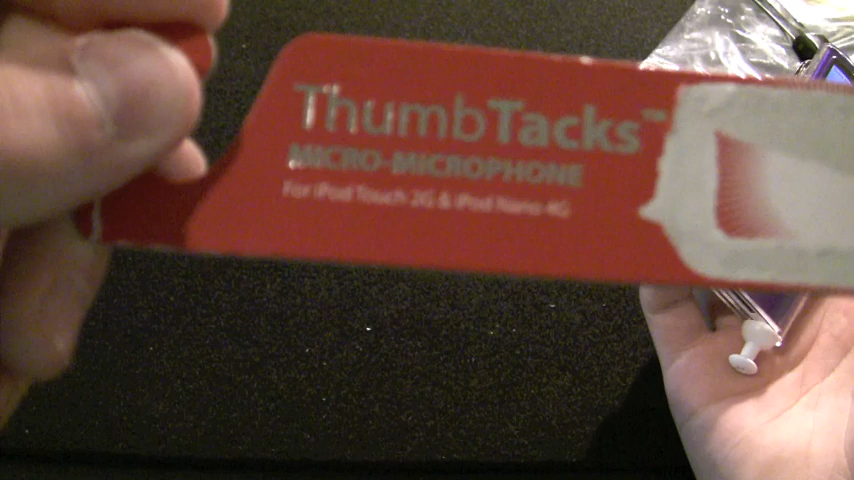 ThumbTacks™
MICRO-MICROPHONE
For iPod Touch 2G & iPod Nano 4G